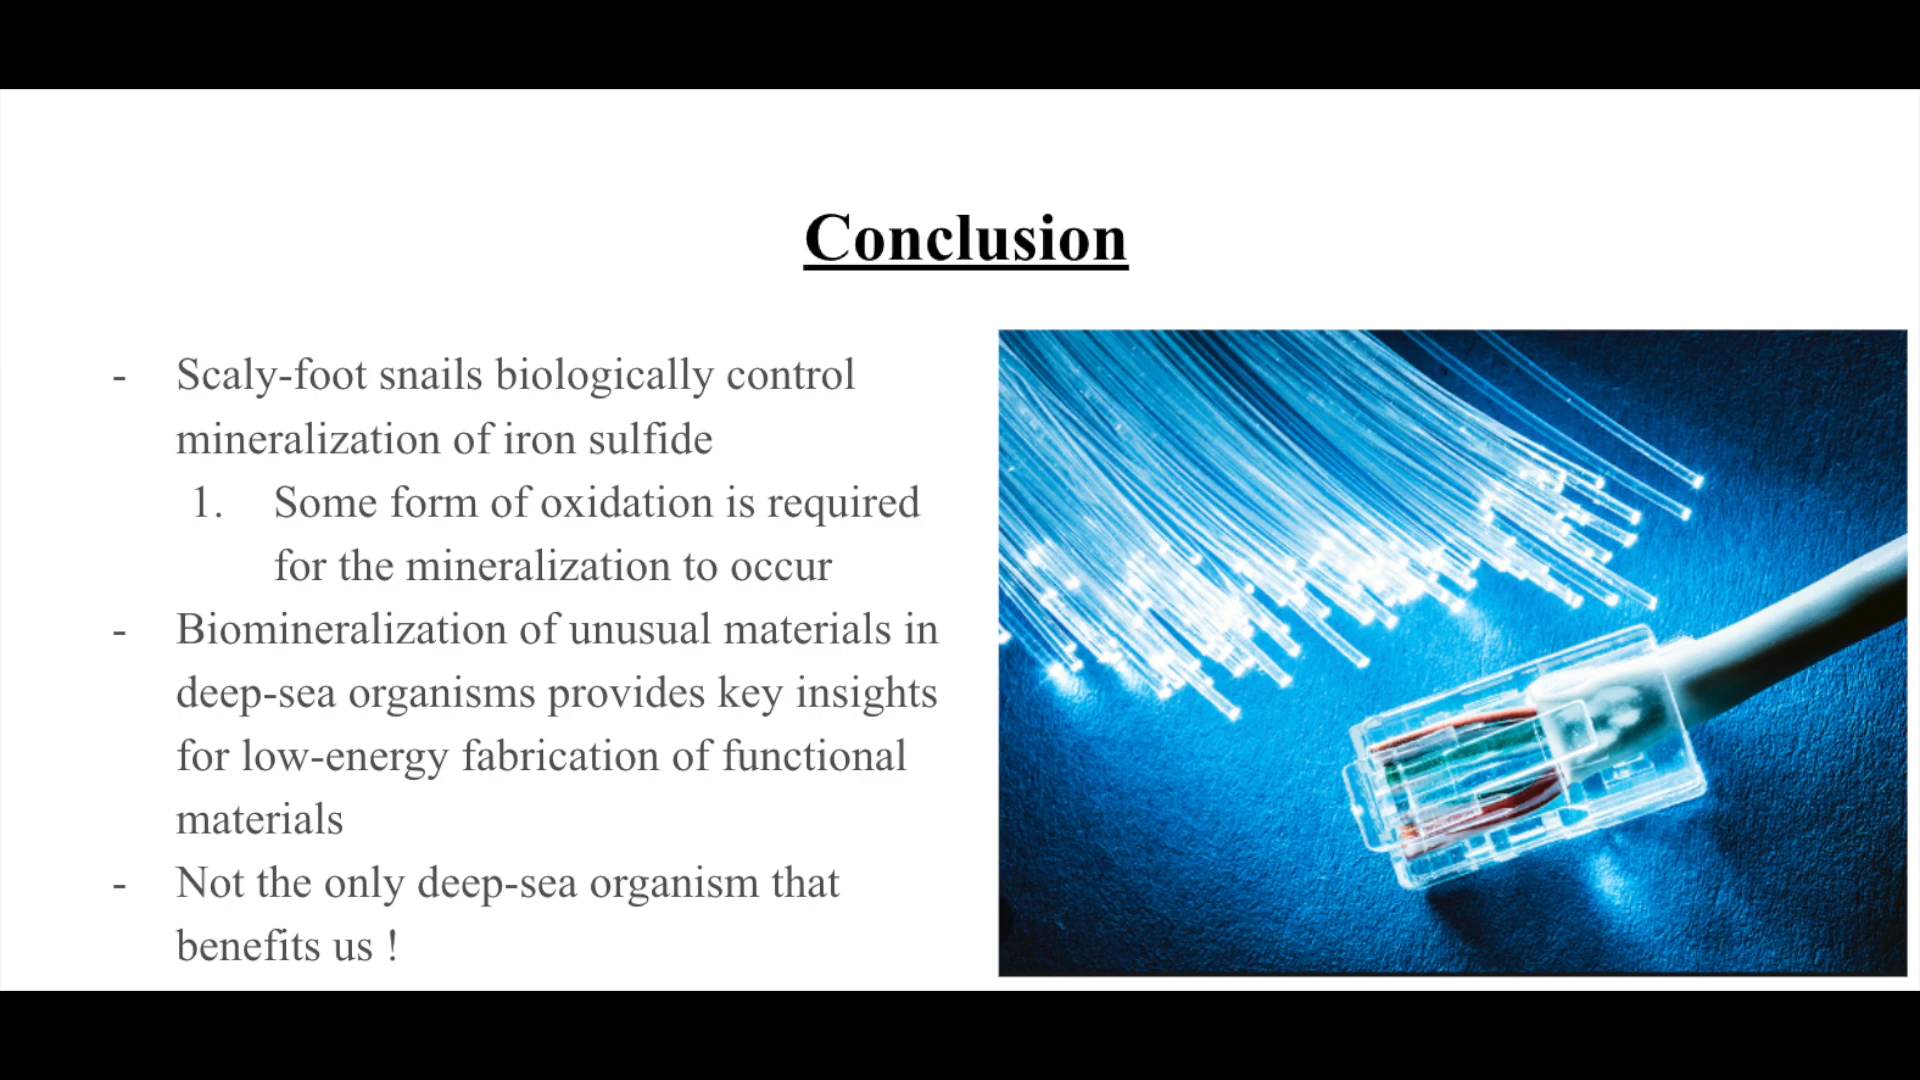 Conclusion
- Scaly-foot snails biologically control
mineralization of iron sulfide
1. Some form of oxidation is required
for the mineralization to occur
- Biomineralization of unusual materials in
deep-sea organisms provides key insights
for low-energy fabrication of functional
materials
- Not the only deep-sea organism that
benefits us !